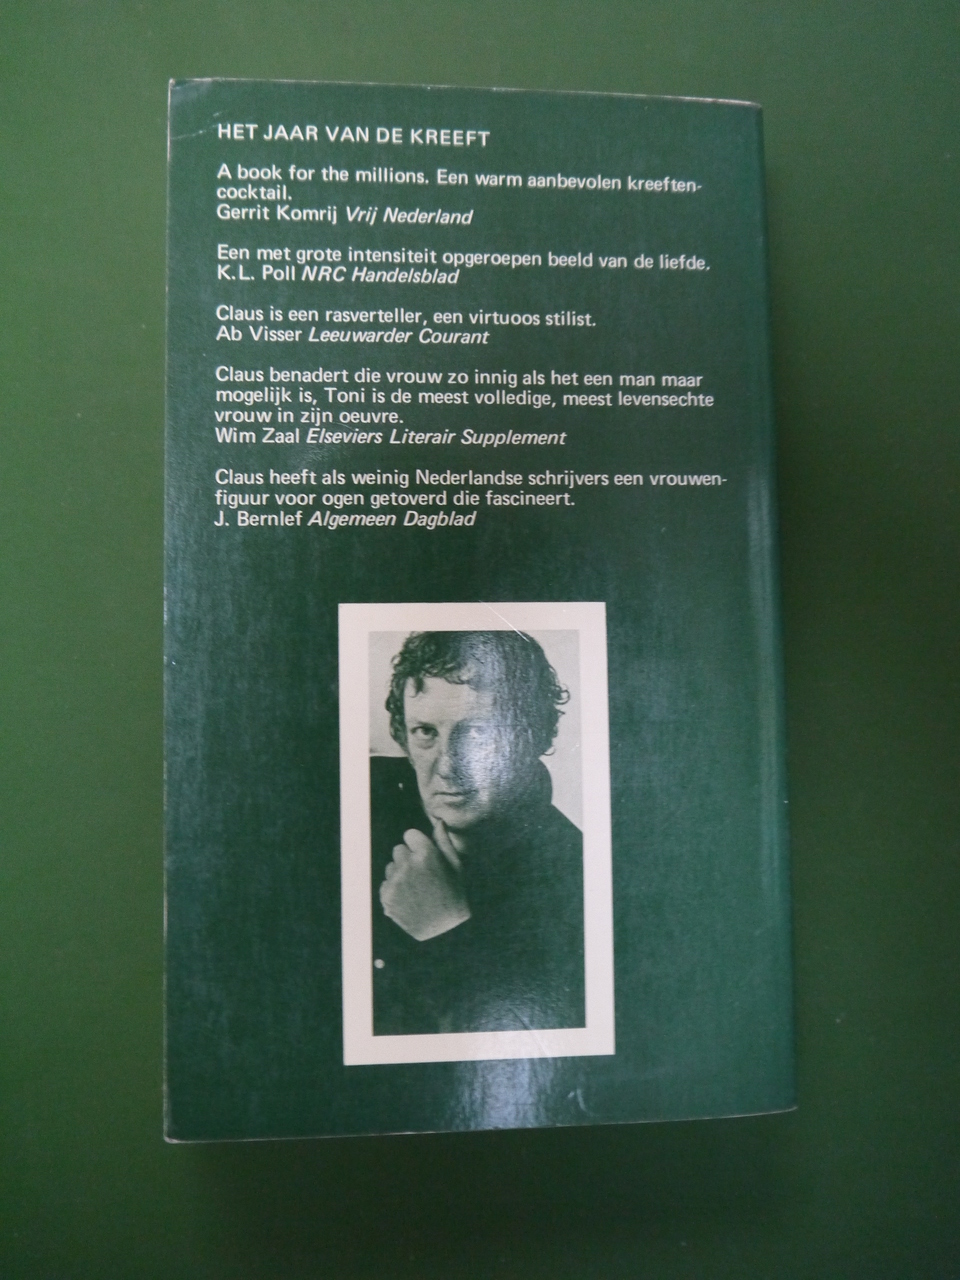 HET JAAR VAN DE KREEFT
A book for the millions. Een warm aanbevolen kreeften-
cocktail.
Gerrit Komrij Vrij Nederland
Een met grote intensiteit opgeroepen beeld van de liefde.
K.L. Poll NRC Handelsblad
Claus is een rasverteller, een virtuoos stilist.
Ab Visser Leeuwarder Courant
Claus benadert die vrouw zo innig als het een man maar
mogelijk is, Toni is de meest volledige, meest levensechte
vrouw in zijn oeuvre.
Wim Zaal Elseviers Literair Supplement
Claus heeft als weinig Nederlandse schrijvers een vrouwen-
figuur voor ogen getoverd die fascineert.
J. Bernlef Algemeen Dagblad